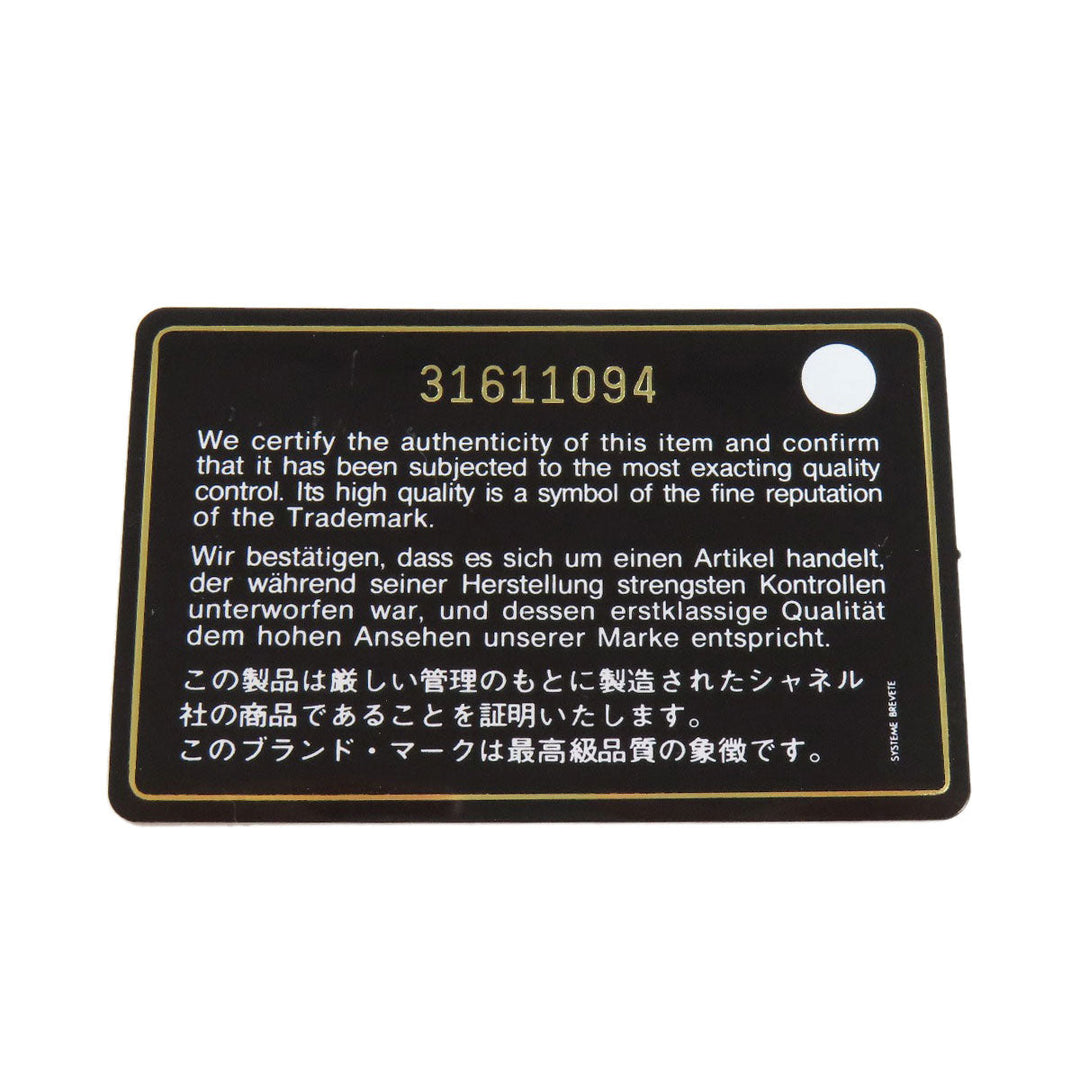 31611094
We certify the authenticity of this item and confirm
that it has been subjected to the most exacting quality
control. Its high quality is a symbol of the fine reputation
of the Trademark.
Wir bestätigen, dass es sich um einen Artikel handelt,
der während seiner Herstellung strengsten Kontrollen
unterworfen war, und dessen erstklassige Qualität
dem hohen Ansehen unserer Marke entspricht.
この製品は厳しい管理のもとに製造されたシャネル
社の商品であることを証明いたします。
このブランド・マークは最高級品質の象徴です。
SYSTEME BREVETE